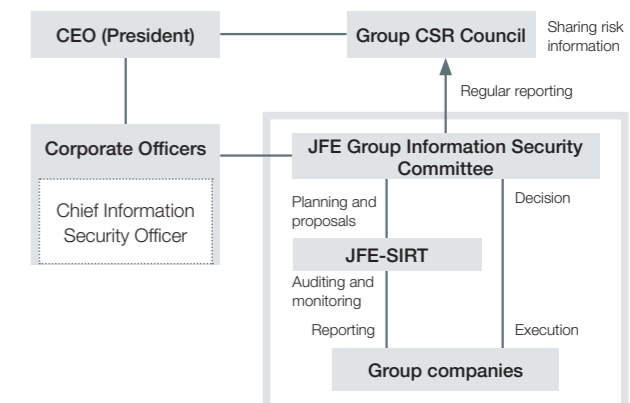 CEO (President)
Group CSR Council
Sharing risk
information
Regular reporting
Corporate Officers
Chief Information
Security Officer
JFE Group Information Security
Committee
Planning and
proposals
Decision
JFE-SIRT
Auditing and
monitoring
Reporting
Execution
Group companies